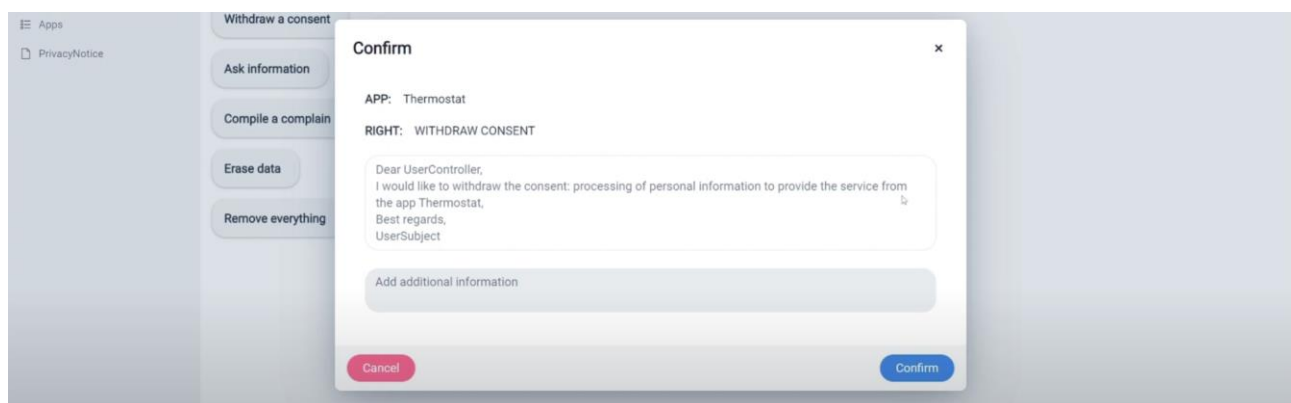 Apps
PrivacyNotice
Withdraw a consent
Ask information
Compile a complain
Erase data
Remove everything
Confirm
×
APP: Thermostat
RIGHT: WITHDRAW CONSENT
Dear UserController,
I would like to withdraw the consent: processing of personal information to provide the service from
the app Thermostat,
Best regards,
UserSubject
Add additional information
Cancel
Confirm